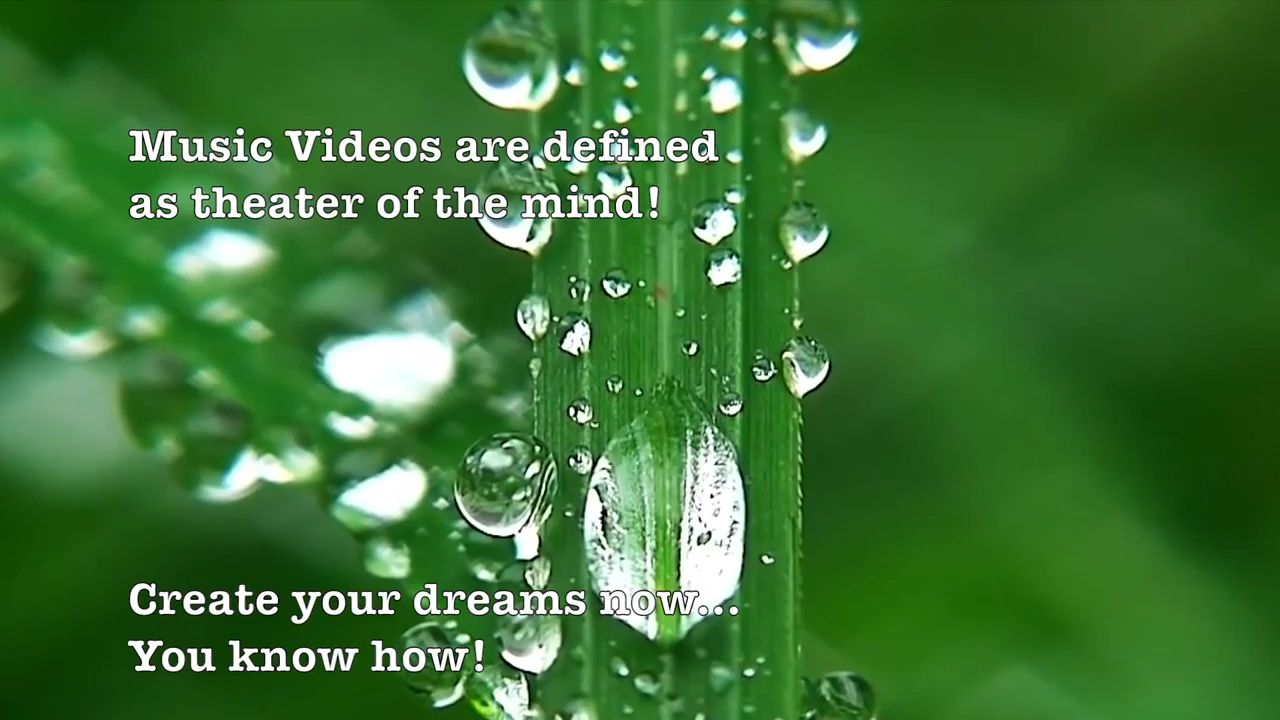 Music Videos are defined
as theater of the mind!
Create your dreams now...
You know how!